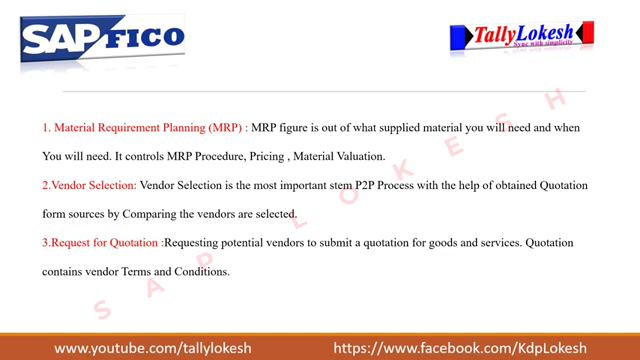 SAP FICO
TallyLokesh
Sync with simplicity
1. Material Requirement Planning (MRP) : MRP figure is out of what supplied material you will need and when
You will need. It controls MRP Procedure, Pricing , Material Valuation.
2.Vendor Selection: Vendor Selection is the most important stem P2P Process with the help of obtained Quotation
form sources by Comparing the vendors are selected.
3.Request for Quotation :Requesting potential vendors to submit a quotation for goods and services. Quotation
contains vendor Terms and Conditions.
SAP LOKESH
www.youtube.com/tallylokesh
https://www.facebook.com/KdpLokesh